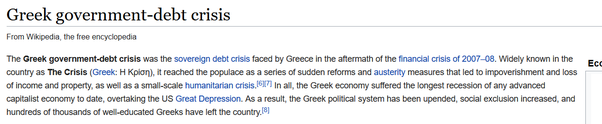 Greek government-debt crisis
From Wikipedia, the free encyclopedia
The Greek government-debt crisis was the sovereign debt crisis faced by Greece in the aftermath of the financial crisis of 2007–08. Widely known in the
country as The Crisis (Greek: Η Κρίση), it reached the populace as a series of sudden reforms and austerity measures that led to impoverishment and loss
of income and property, as well as a small-scale humanitarian crisis.[6][7] In all, the Greek economy suffered the longest recession of any advanced
capitalist economy to date, overtaking the US Great Depression. As a result, the Greek political system has been upended, social exclusion increased, and
hundreds of thousands of well-educated Greeks have left the country.[8]
Eco